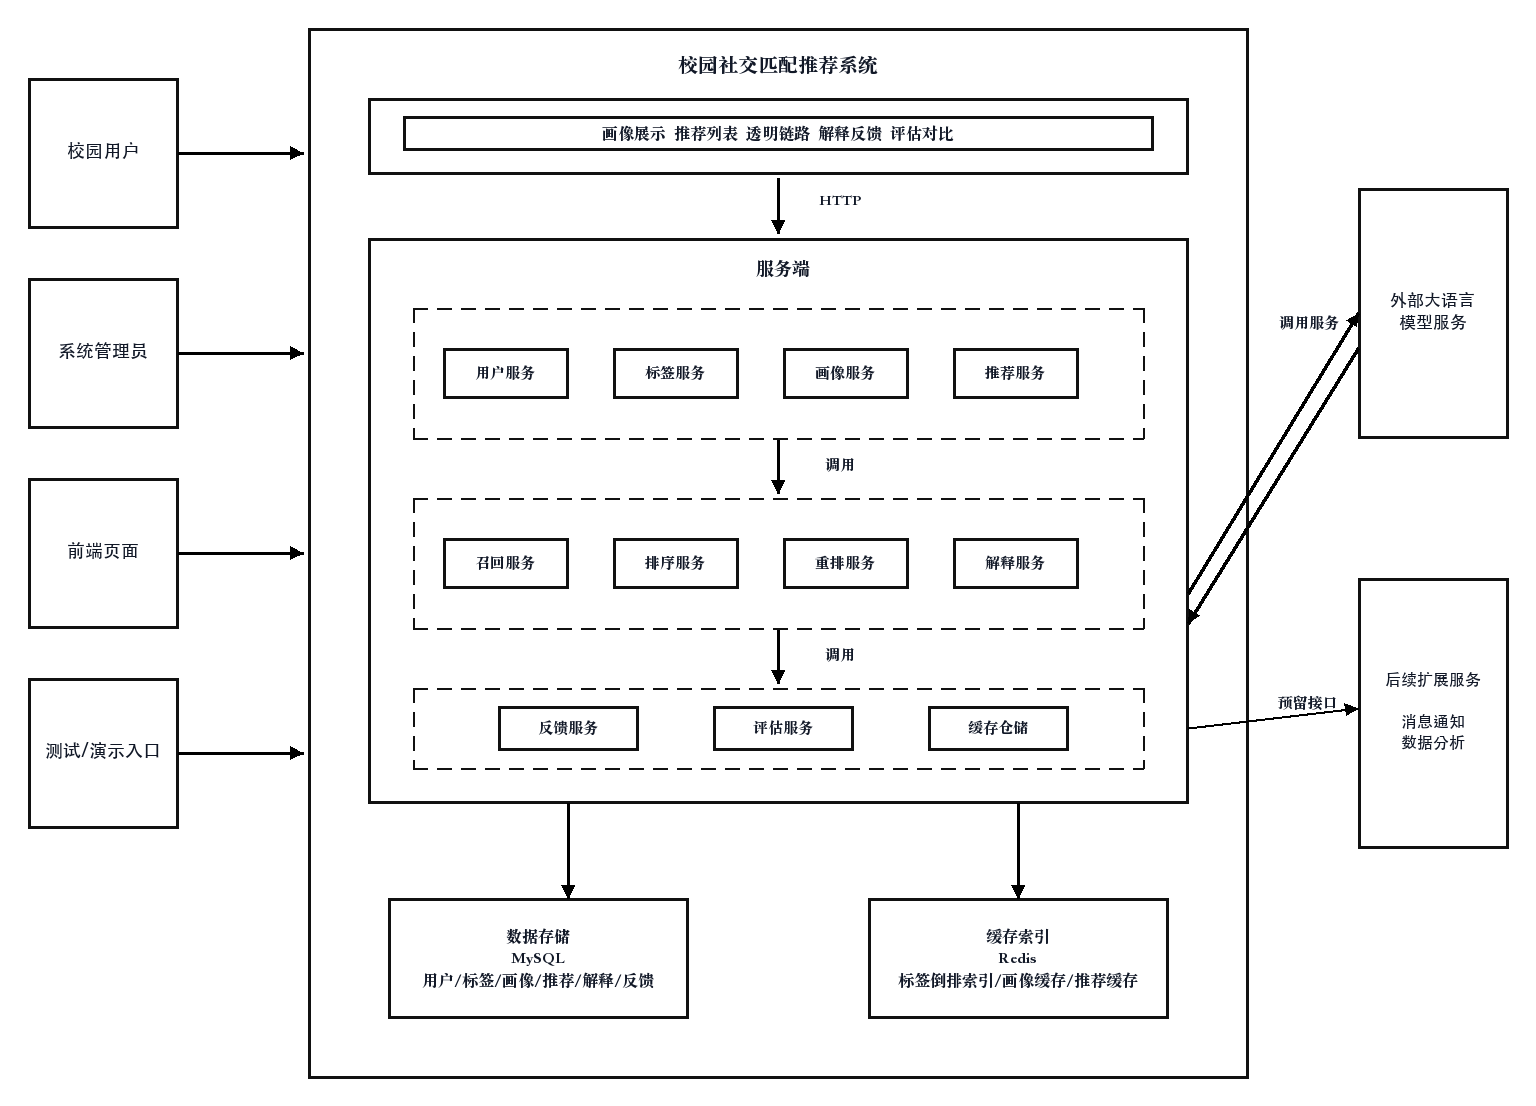 校园社交匹配推荐系统
画像展示 推荐列表 透明链路 解释反馈 评估对比
HTTP
服务端
用户服务
标签服务
画像服务
推荐服务
调用
召回服务
排序服务
重排服务
解释服务
调用
反馈服务
评估服务
缓存仓储
数据存储
MySQL
用户/标签/画像/推荐/解释/反馈
缓存索引
Redis
标签倒排索引/画像缓存/推荐缓存
校园用户
系统管理员
前端页面
测试/演示入口
调用服务
外部大语言
模型服务
预留接口
后续扩展服务
消息通知
数据分析